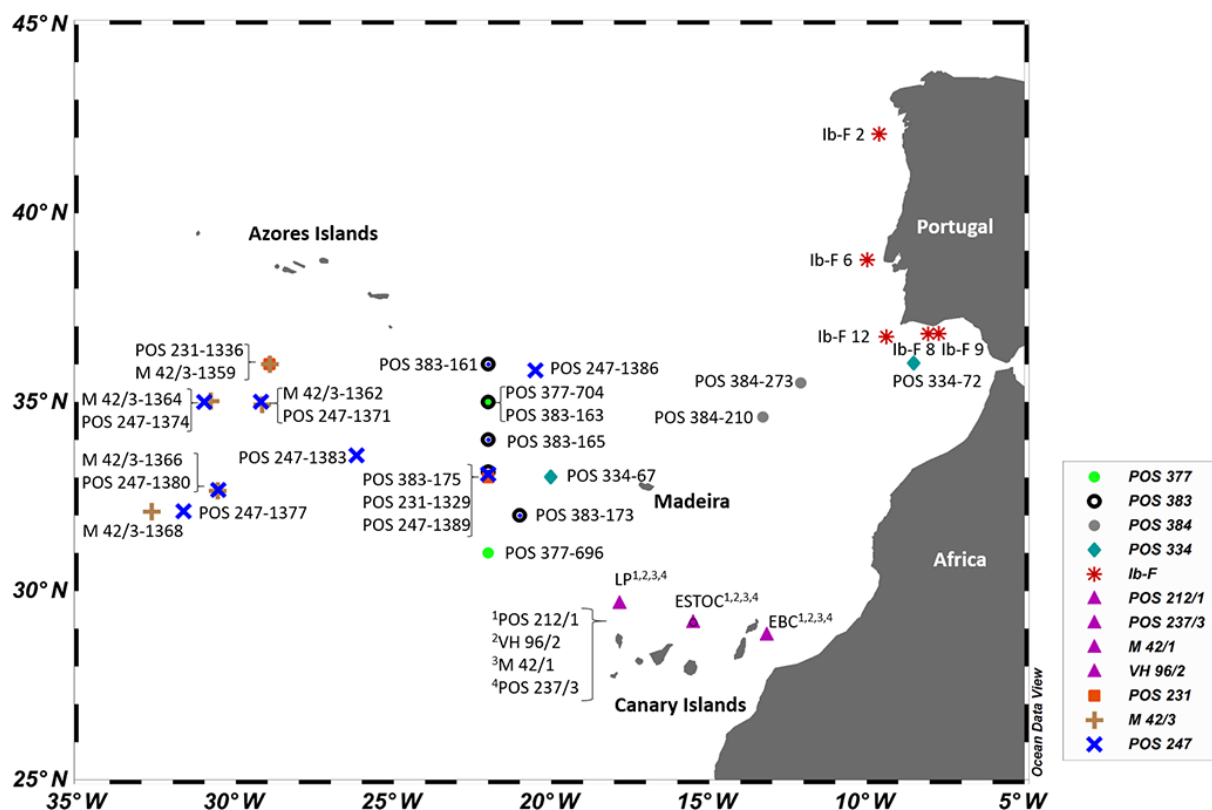 45° N
40° N
35° N
30° N
25° N
Ib-F 2
Azores Islands
Portugal
Ib-F 6
Ib-F 12
Ib-F 8
Ib-F 9
POS 334-72
POS 231-1336
M 42/3-1359
POS 383-161
POS 247-1386
POS 384-273
M 42/3-1364
POS 247-1374
M 42/3-1362
POS 247-1371
POS 377-704
POS 383-163
POS 384-210
POS 383-165
POS 247-1383
M 42/3-1366
POS 247-1380
POS 383-175
POS 231-1329
POS 247-1389
POS 334-67
Madeira
POS 247-1377
M 42/3-1368
POS 383-173
POS 377-696
Africa
LP1,2,3,4
ESTOC1,2,3,4
EBC1,2,3,4
1POS 212/1
2VH 96/2
3M 42/1
4POS 237/3
Canary Islands
Ocean Data View
POS 377
POS 383
POS 384
POS 334
Ib-F
POS 212/1
POS 237/3
M 42/1
VH 96/2
POS 231
M 42/3
POS 247
35°W
30°W
25°W
20°W
15°W
10°W
5°W